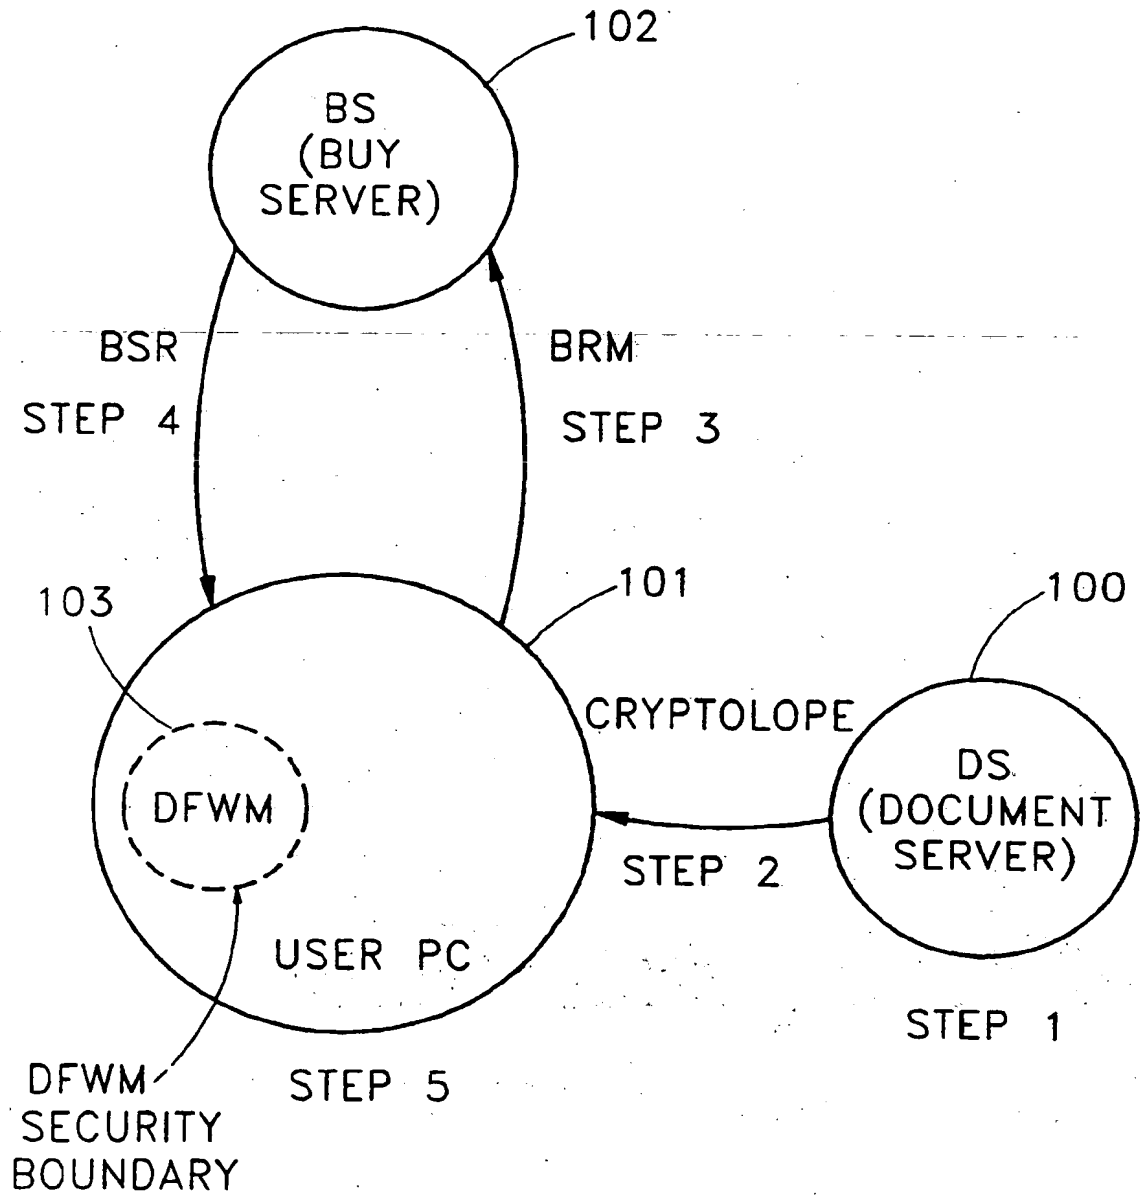 102
BS
(BUY
SERVER)
BSR
BRM
STEP 4
STEP 3
103
101
100
CRYPTOLOPE
DS
(DOCUMENT
SERVER)
DFWM
STEP 2
USER PC
STEP 1
STEP 5
DFWM
SECURITY
BOUNDARY